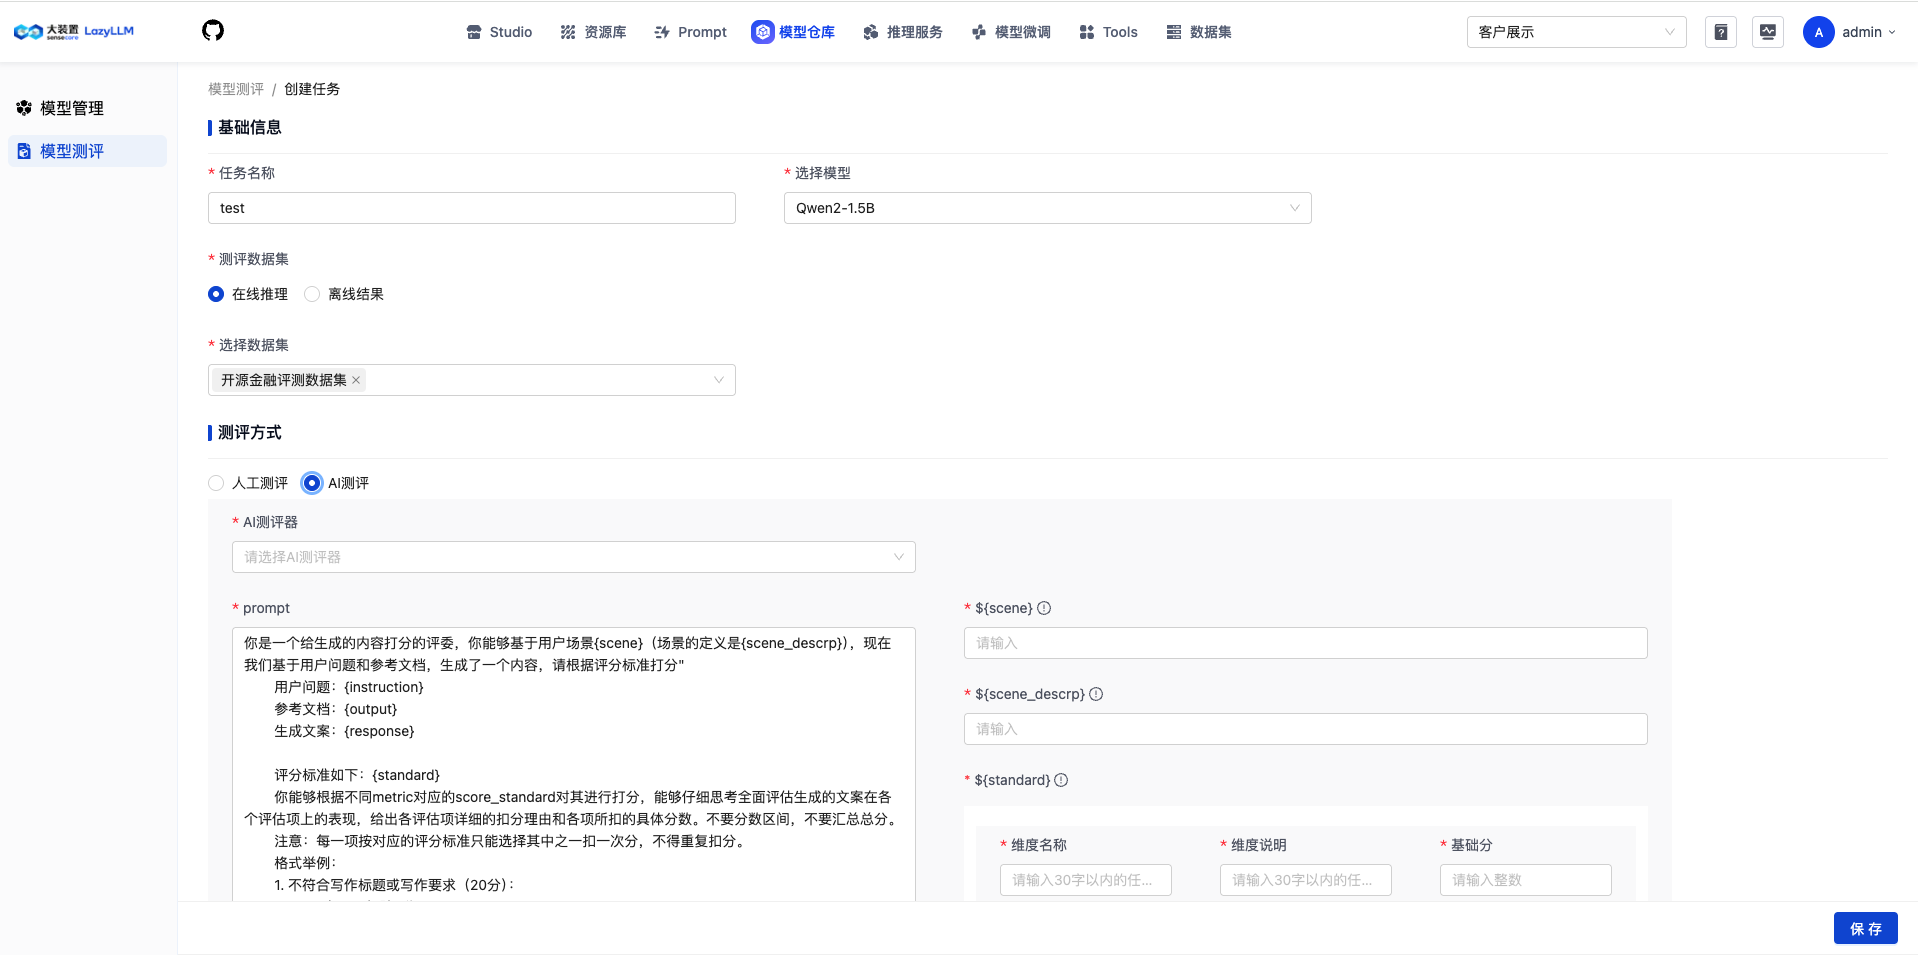 大装置 sensecore LazyLLM
Studio 资源库 Prompt 模型仓库 推理服务 模型微调 Tools 数据集
客户展示
A admin
模型管理
模型测评
模型测评 / 创建任务
基础信息
* 任务名称
* 选择模型
test
Qwen2-1.5B
* 测评数据集
在线推理 离线结果
* 选择数据集
开源金融评测数据集 ×
测评方式
人工测评 AI测评
* AI测评器
请选择AI测评器
* prompt
你是一个给生成的内容打分的评委，你能够基于用户场景{scene}（场景的定义是{scene_descrp}），现在
我们基于用户问题和参考文档，生成了一个内容，请根据评分标准打分"
用户问题：{instruction}
参考文档：{output}
生成文案：{response}
评分标准如下：{standard}
你能够根据不同metric对应的score_standard对其进行打分，能够仔细思考全面评估生成的文案在各
个评估项上的表现，给出各评估项详细的扣分理由和各项所扣的具体分数。不要分数区间，不要汇总总分。
注意：每一项按对应的评分标准只能选择其中之一扣一次分，不得重复扣分。
格式举例：
1. 不符合写作标题或写作要求（20分）：
* ${scene}
请输入
* ${scene_descrp}
请输入
* ${standard}
* 维度名称
* 维度说明
* 基础分
请输入30字以内的任...
请输入30字以内的任...
请输入整数
保 存